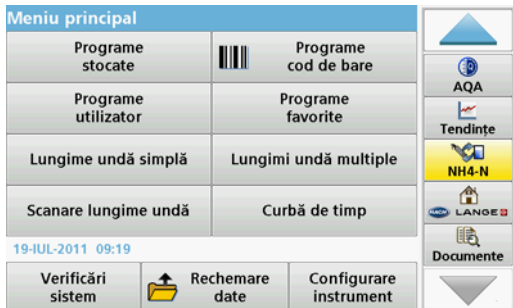 Meniu principal
Programe
stocate
Programe
cod de bare
Programe
utilizator
Programe
favorite
Lungime undă simplă
Lungimi undă multiple
Scanare lungime undă
Curbă de timp
19-IUL-2011 09:19
Verificări
sistem
Rechemare
date
Configurare
instrument
AQA
Tendințe
NH4-N
HACH LANGE
Documente